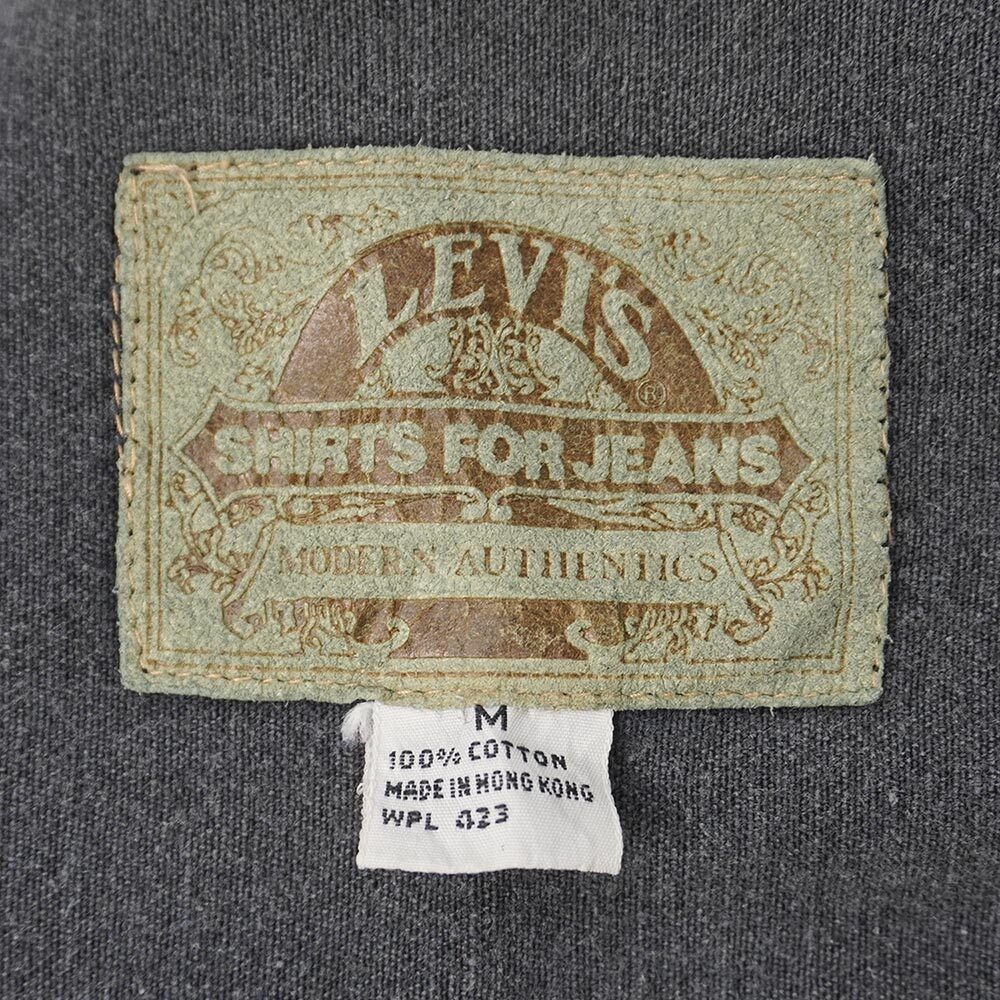 LEVI'S
®
SHIRTS FOR JEANS
MODERN AUTHENTICS
M
100% COTTON
MADE IN HONG KONG
WPL 423